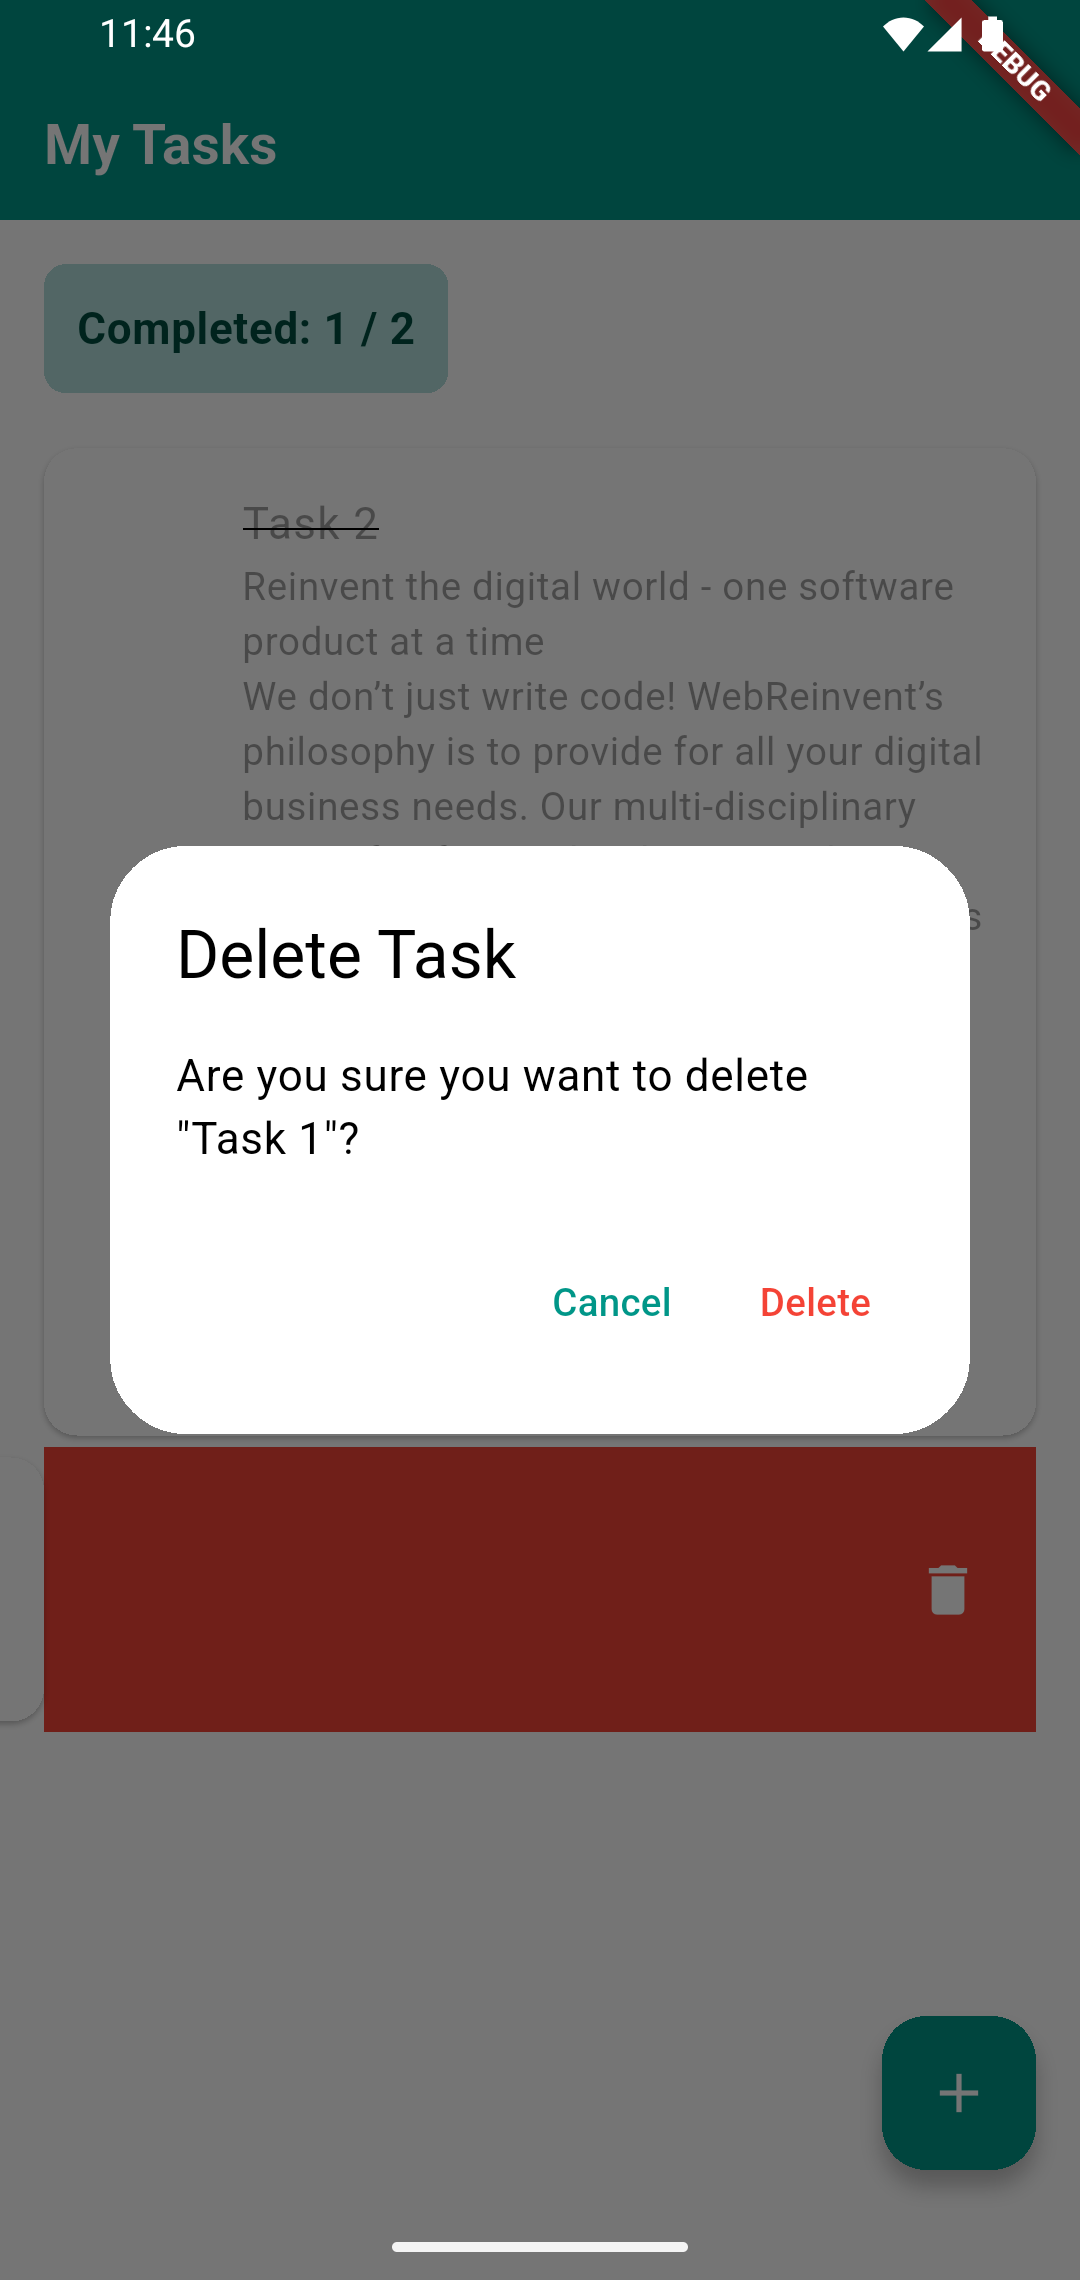 11:46
My Tasks
Completed: 1 / 2
Task 2
Reinvent the digital world - one software
product at a time
We don’t just write code! WebReinvent’s
philosophy is to provide for all your digital
business needs. Our multi-disciplinary
Delete Task
Are you sure you want to delete
"Task 1"?
Cancel
Delete